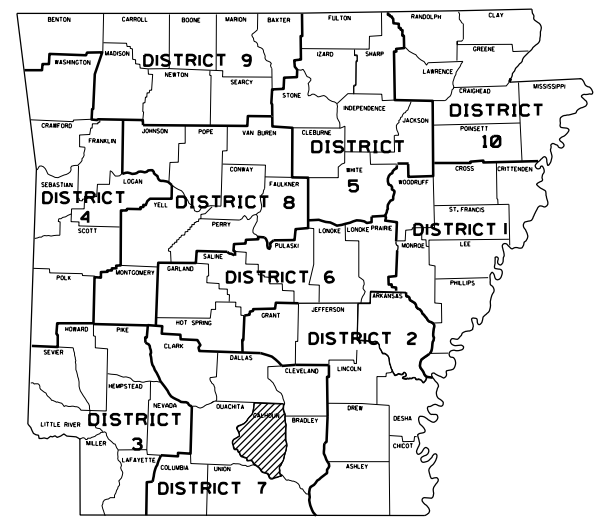 BENTON CARROLL BOONE MARION BAXTER FULTON RANDOLPH CLAY
WASHINGTON MADISON DISTRICT 9 IZARD SHARP GREENE
NEWTON SEARCY LAWRENCE
STONE CRAIGHEAD MISSISSIPPI
INDEPENDENCE DISTRICT
CRAWFORD JOHNSON POPE VAN BUREN CLEBURNE JACKSON POINSETT
FRANKLIN DISTRICT 10
CONWAY WHITE CROSS CRITTENDEN
SEBASTIAN LOGAN FAULKNER 5 WOODRUFF
DISTRICT YELL DISTRICT 8 ST. FRANCIS
4 PERRY DISTRICT 1
SCOTT PULASKI LONOKE LONOKE PRAIRIE MONROE LEE
SALINE
POLK MONTGOMERY GARLAND DISTRICT 6 PHILLIPS
ARKANSAS
HOT SPRING GRANT JEFFERSON
HOWARD PIKE CLARK DISTRICT 2
SEVIER DALLAS
CLEVELAND LINCOLN
HEMPSTEAD
NEVADA OUACHITA CALHOUN DREW
LITTLE RIVER DISTRICT BRADLEY DESHA
3
MILLER CHICOT
LAFAYETTE COLUMBIA UNION ASHLEY
DISTRICT 7